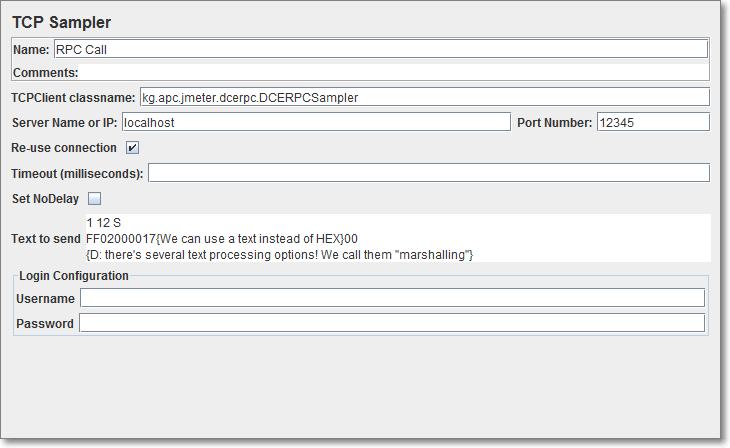 TCP Sampler
Name: RPC Call
Comments:
TCPClient classname: kg.apc.jmeter.dcerpc.DCERPCSampler
Server Name or IP: localhost Port Number: 12345
Re-use connection
Timeout (milliseconds):
Set NoDelay
1 12 S
Text to send FF02000017{We can use a text instead of HEX}00
{D: there's several text processing options! We call them "marshalling"}
Login Configuration
Username
Password